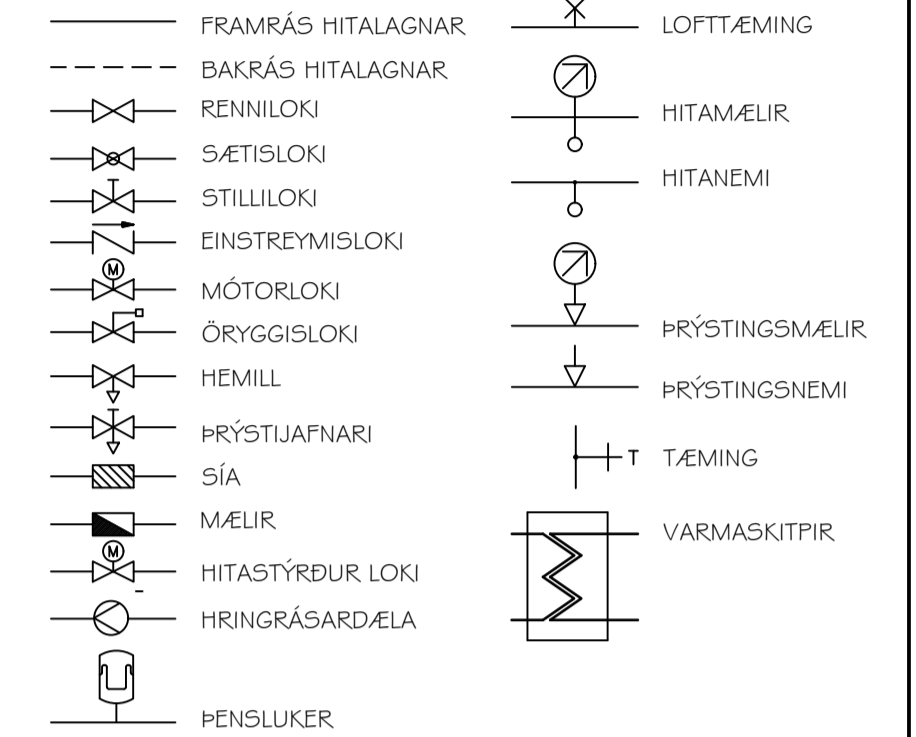 FRAMRÁS HITALAGNAR
BAKRÁS HITALAGNAR
RENNILOKI
SÆTISLOKI
STILLILOKI
EINSTREYMISLOKI
M
MÓTORLOKI
ÖRYGGISLOKI
HEMILL
ÞRÝSTIJAFNARI
SÍA
MÆLIR
M
HITASTÝRÐUR LOKI
HRINGRÁSARDÆLA
ÞENSLUKER
LOFTTÆMING
HITAMÆLIR
HITANEMI
ÞRÝSTINGSMÆLIR
ÞRÝSTINGSNEMI
T TÆMING
VARMASKITPIR